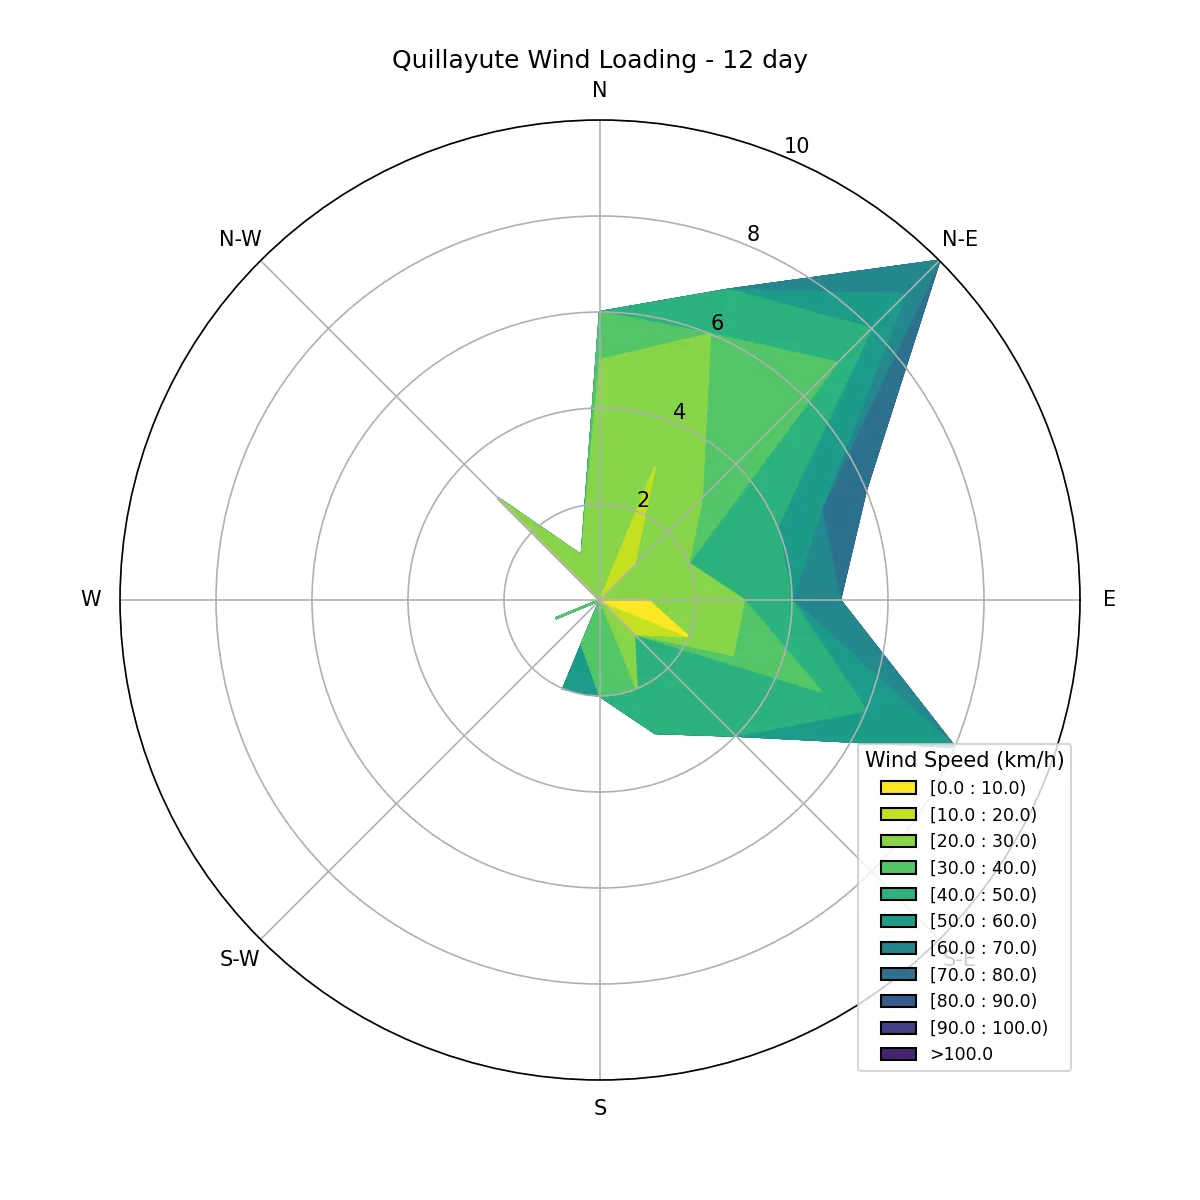 Quillayute Wind Loading - 12 day
N
10
8
N-W
N-E
6
4
2
W
E
Wind Speed (km/h)
[0.0 : 10.0)
[10.0 : 20.0)
[20.0 : 30.0)
[30.0 : 40.0)
[40.0 : 50.0)
[50.0 : 60.0)
[60.0 : 70.0)
[70.0 : 80.0)
[80.0 : 90.0)
[90.0 : 100.0)
>100.0
S-W
S-E
S